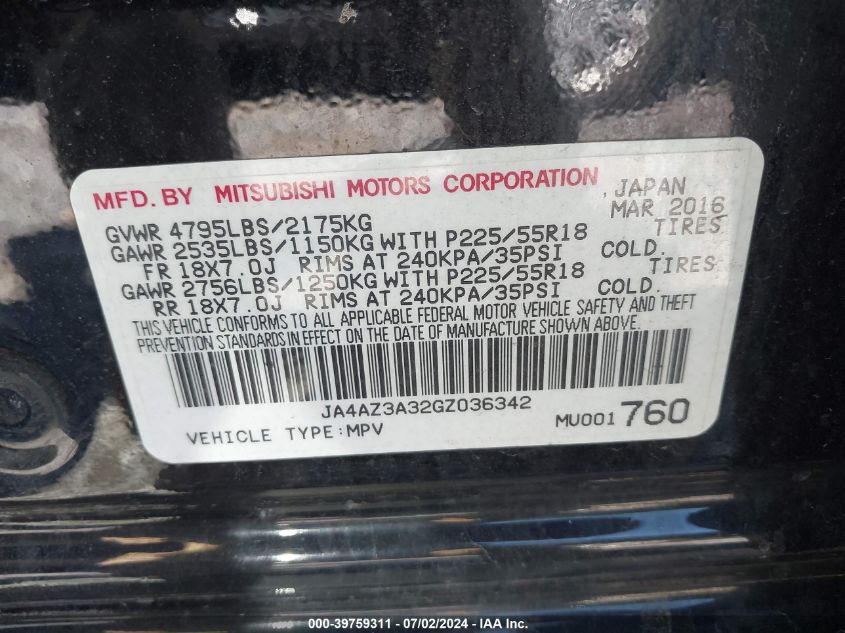 MFD. BY MITSUBISHI MOTORS CORPORATION , JAPAN
GVWR 4795LBS/2175KG MAR 2016
GAWR 2535LBS/1150KG WITH P225/55R18 TIRES
FR 18X7.0J RIMS AT 240KPA/35PSI COLD.
GAWR 2756LBS/1250KG WITH P225/55R18 TIRES
RR 18X7.0J RIMS AT 240KPA/35PSI COLD.
THIS VEHICLE CONFORMS TO ALL APPLICABLE FEDERAL MOTOR VEHICLE SAFETY AND THEFT
PREVENTION STANDARDS IN EFFECT ON THE DATE OF MANUFACTURE SHOWN ABOVE.
JA4AZ3A32GZ036342
VEHICLE TYPE:MPV MU001 760
000-39759311 - 07/02/2024 - IAA Inc.